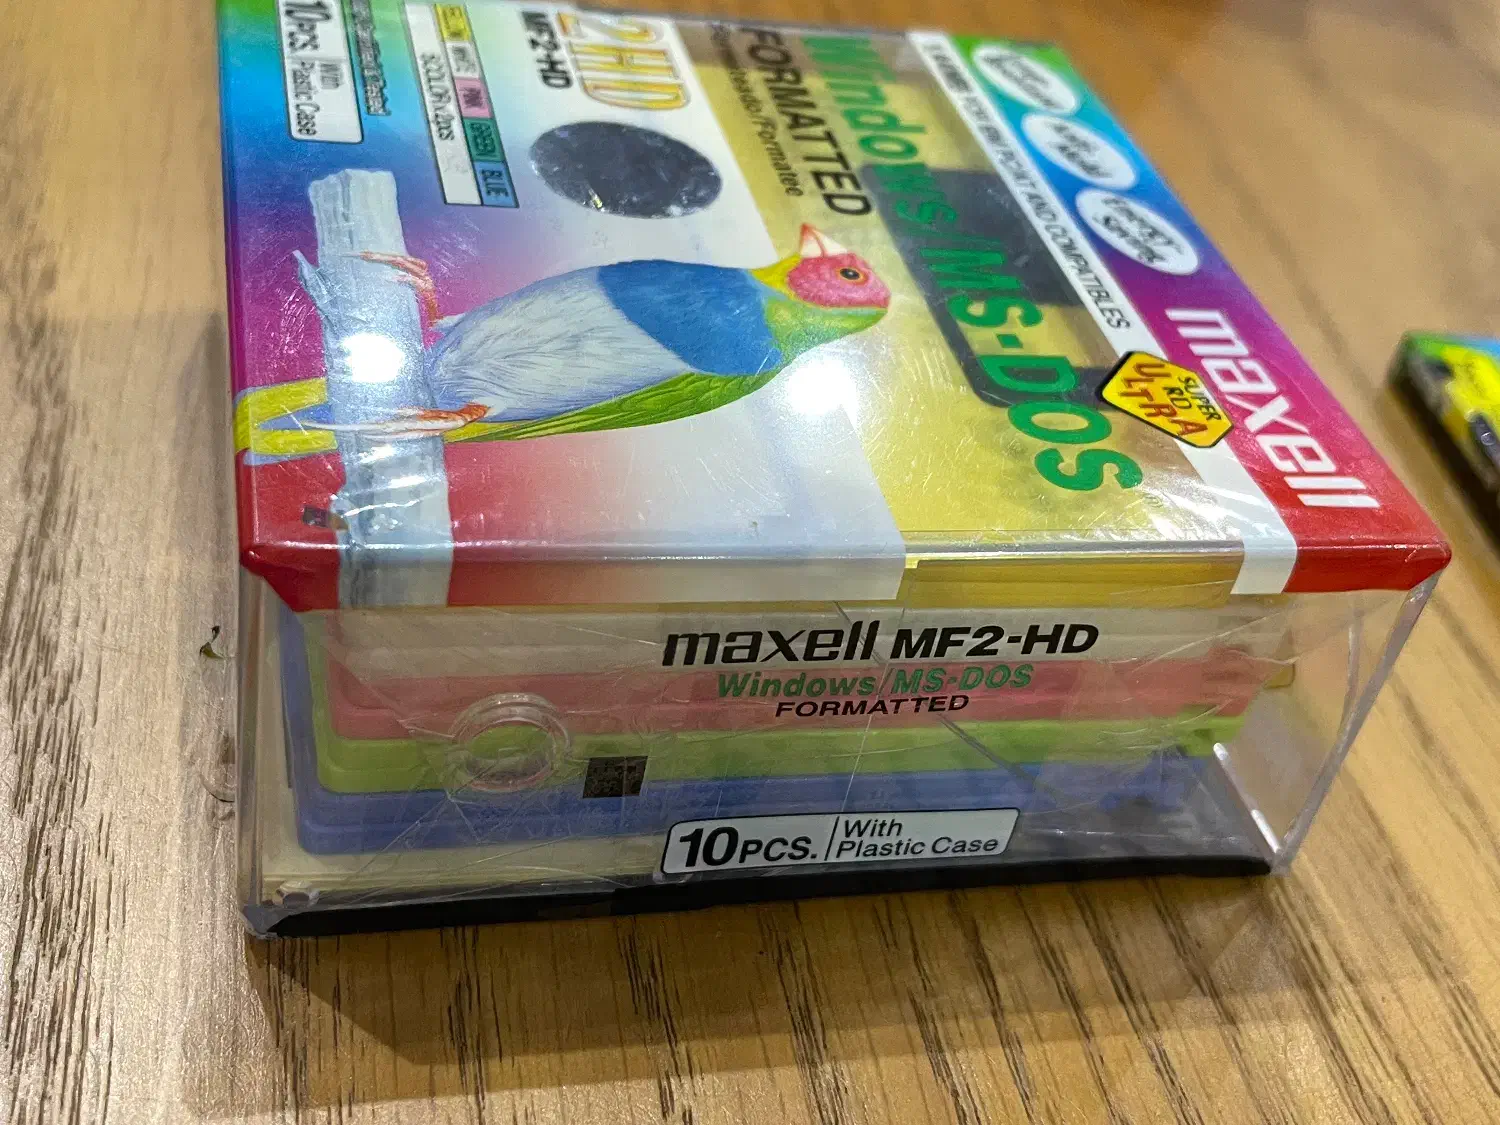 maxell
SUPER
RD
ULTRA
FOR IBM PC/AT AND COMPATIBLES
Windows/MS-DOS
FORMATTED
2HD
MF2-HD
YELLOW WHITE PINK GREEN BLUE
5COLOR
10PCS. With
Plastic Case
maxell MF2-HD
Windows/MS-DOS
FORMATTED
10PCS. With
Plastic Case